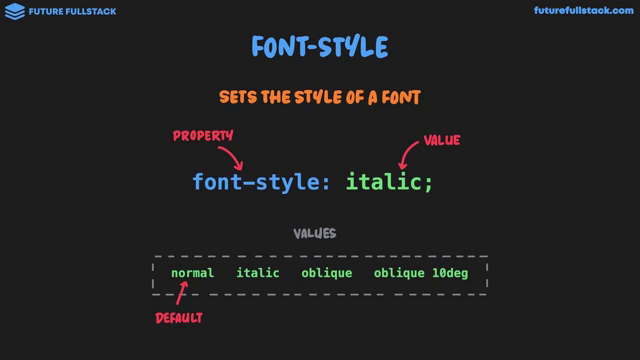 FUTURE FULLSTACK
futurefullstack.com
FONT-STYLE
SETS THE STYLE OF A FONT
PROPERTY
VALUE
font-style: italic;
VALUES
normal italic oblique oblique 10deg
DEFAULT